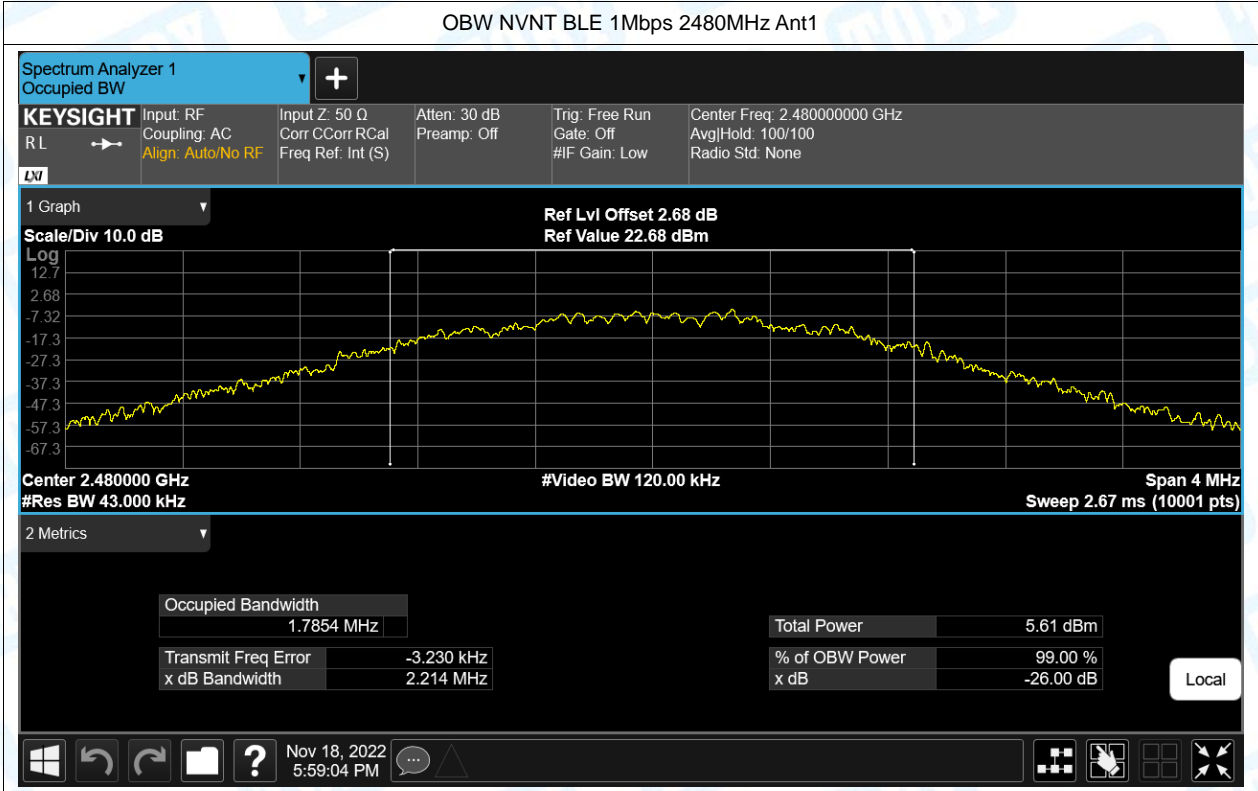 OBW NVNT BLE 1Mbps 2480MHz Ant1
Spectrum Analyzer 1
Occupied BW
KEYSIGHT
RL
LXI
Input: RF
Coupling: AC
Align: Auto/No RF
Input Z: 50 Ω
Corr CCorr RCal
Freq Ref: Int (S)
Atten: 30 dB
Preamp: Off
Trig: Free Run
Gate: Off
#IF Gain: Low
Center Freq: 2.480000000 GHz
Avg|Hold: 100/100
Radio Std: None
1 Graph
Scale/Div 10.0 dB
Ref Lvl Offset 2.68 dB
Ref Value 22.68 dBm
Log
12.7
2.68
-7.32
-17.3
-27.3
-37.3
-47.3
-57.3
-67.3
Center 2.480000 GHz
#Video BW 120.00 kHz
Span 4 MHz
#Res BW 43.000 kHz
Sweep 2.67 ms (10001 pts)
2 Metrics
Occupied Bandwidth
1.7854 MHz
Total Power 5.61 dBm
Transmit Freq Error -3.230 kHz
% of OBW Power 99.00 %
x dB Bandwidth 2.214 MHz
x dB -26.00 dB
Local
?
Nov 18, 2022
5:59:04 PM